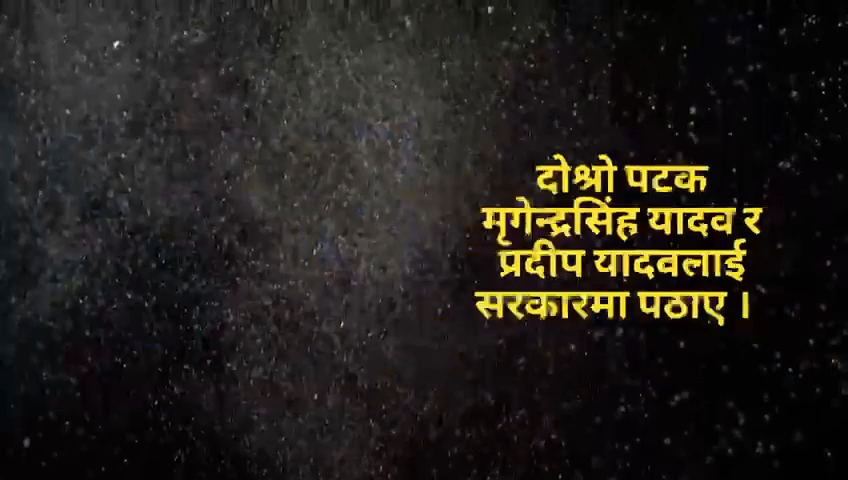 दोश्रो पटक
मृगेन्द्रसिंह यादव र
प्रदीप यादवलाई
सरकारमा पठाए ।